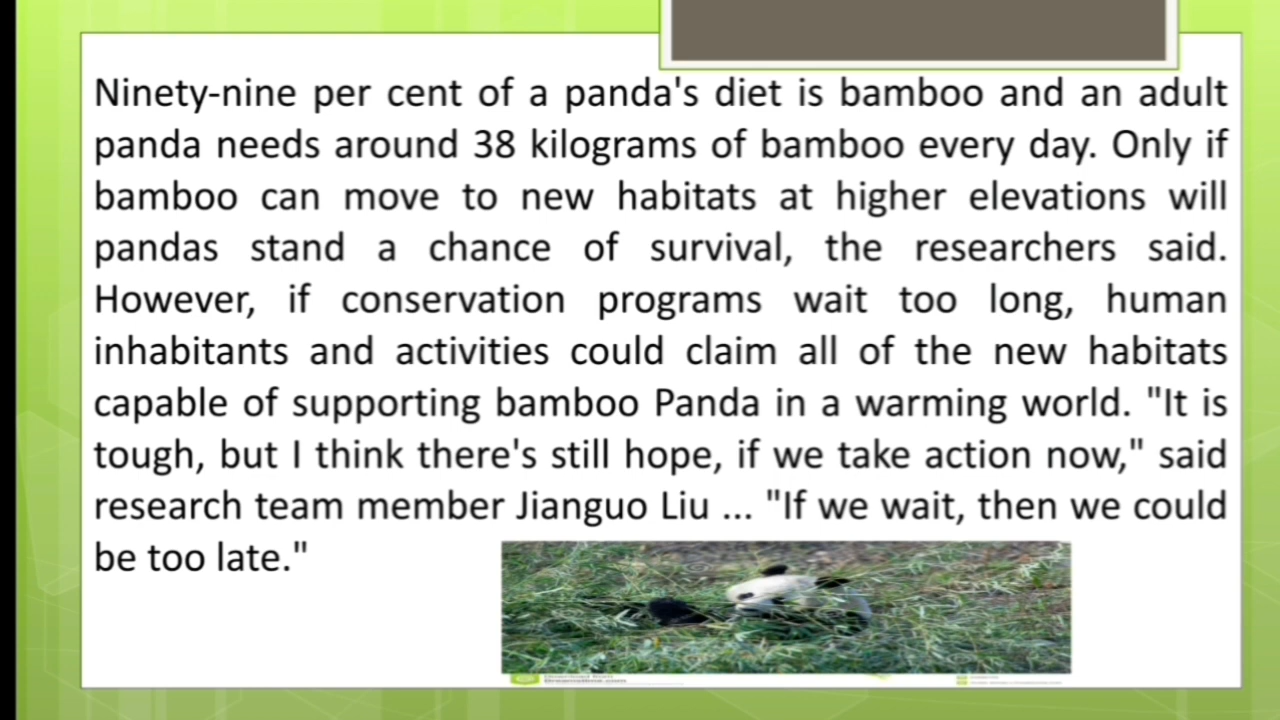 Ninety-nine per cent of a panda's diet is bamboo and an adult
panda needs around 38 kilograms of bamboo every day. Only if
bamboo can move to new habitats at higher elevations will
pandas stand a chance of survival, the researchers said.
However, if conservation programs wait too long, human
inhabitants and activities could claim all of the new habitats
capable of supporting bamboo Panda in a warming world. "It is
tough, but I think there's still hope, if we take action now," said
research team member Jianguo Liu ... "If we wait, then we could
be too late."